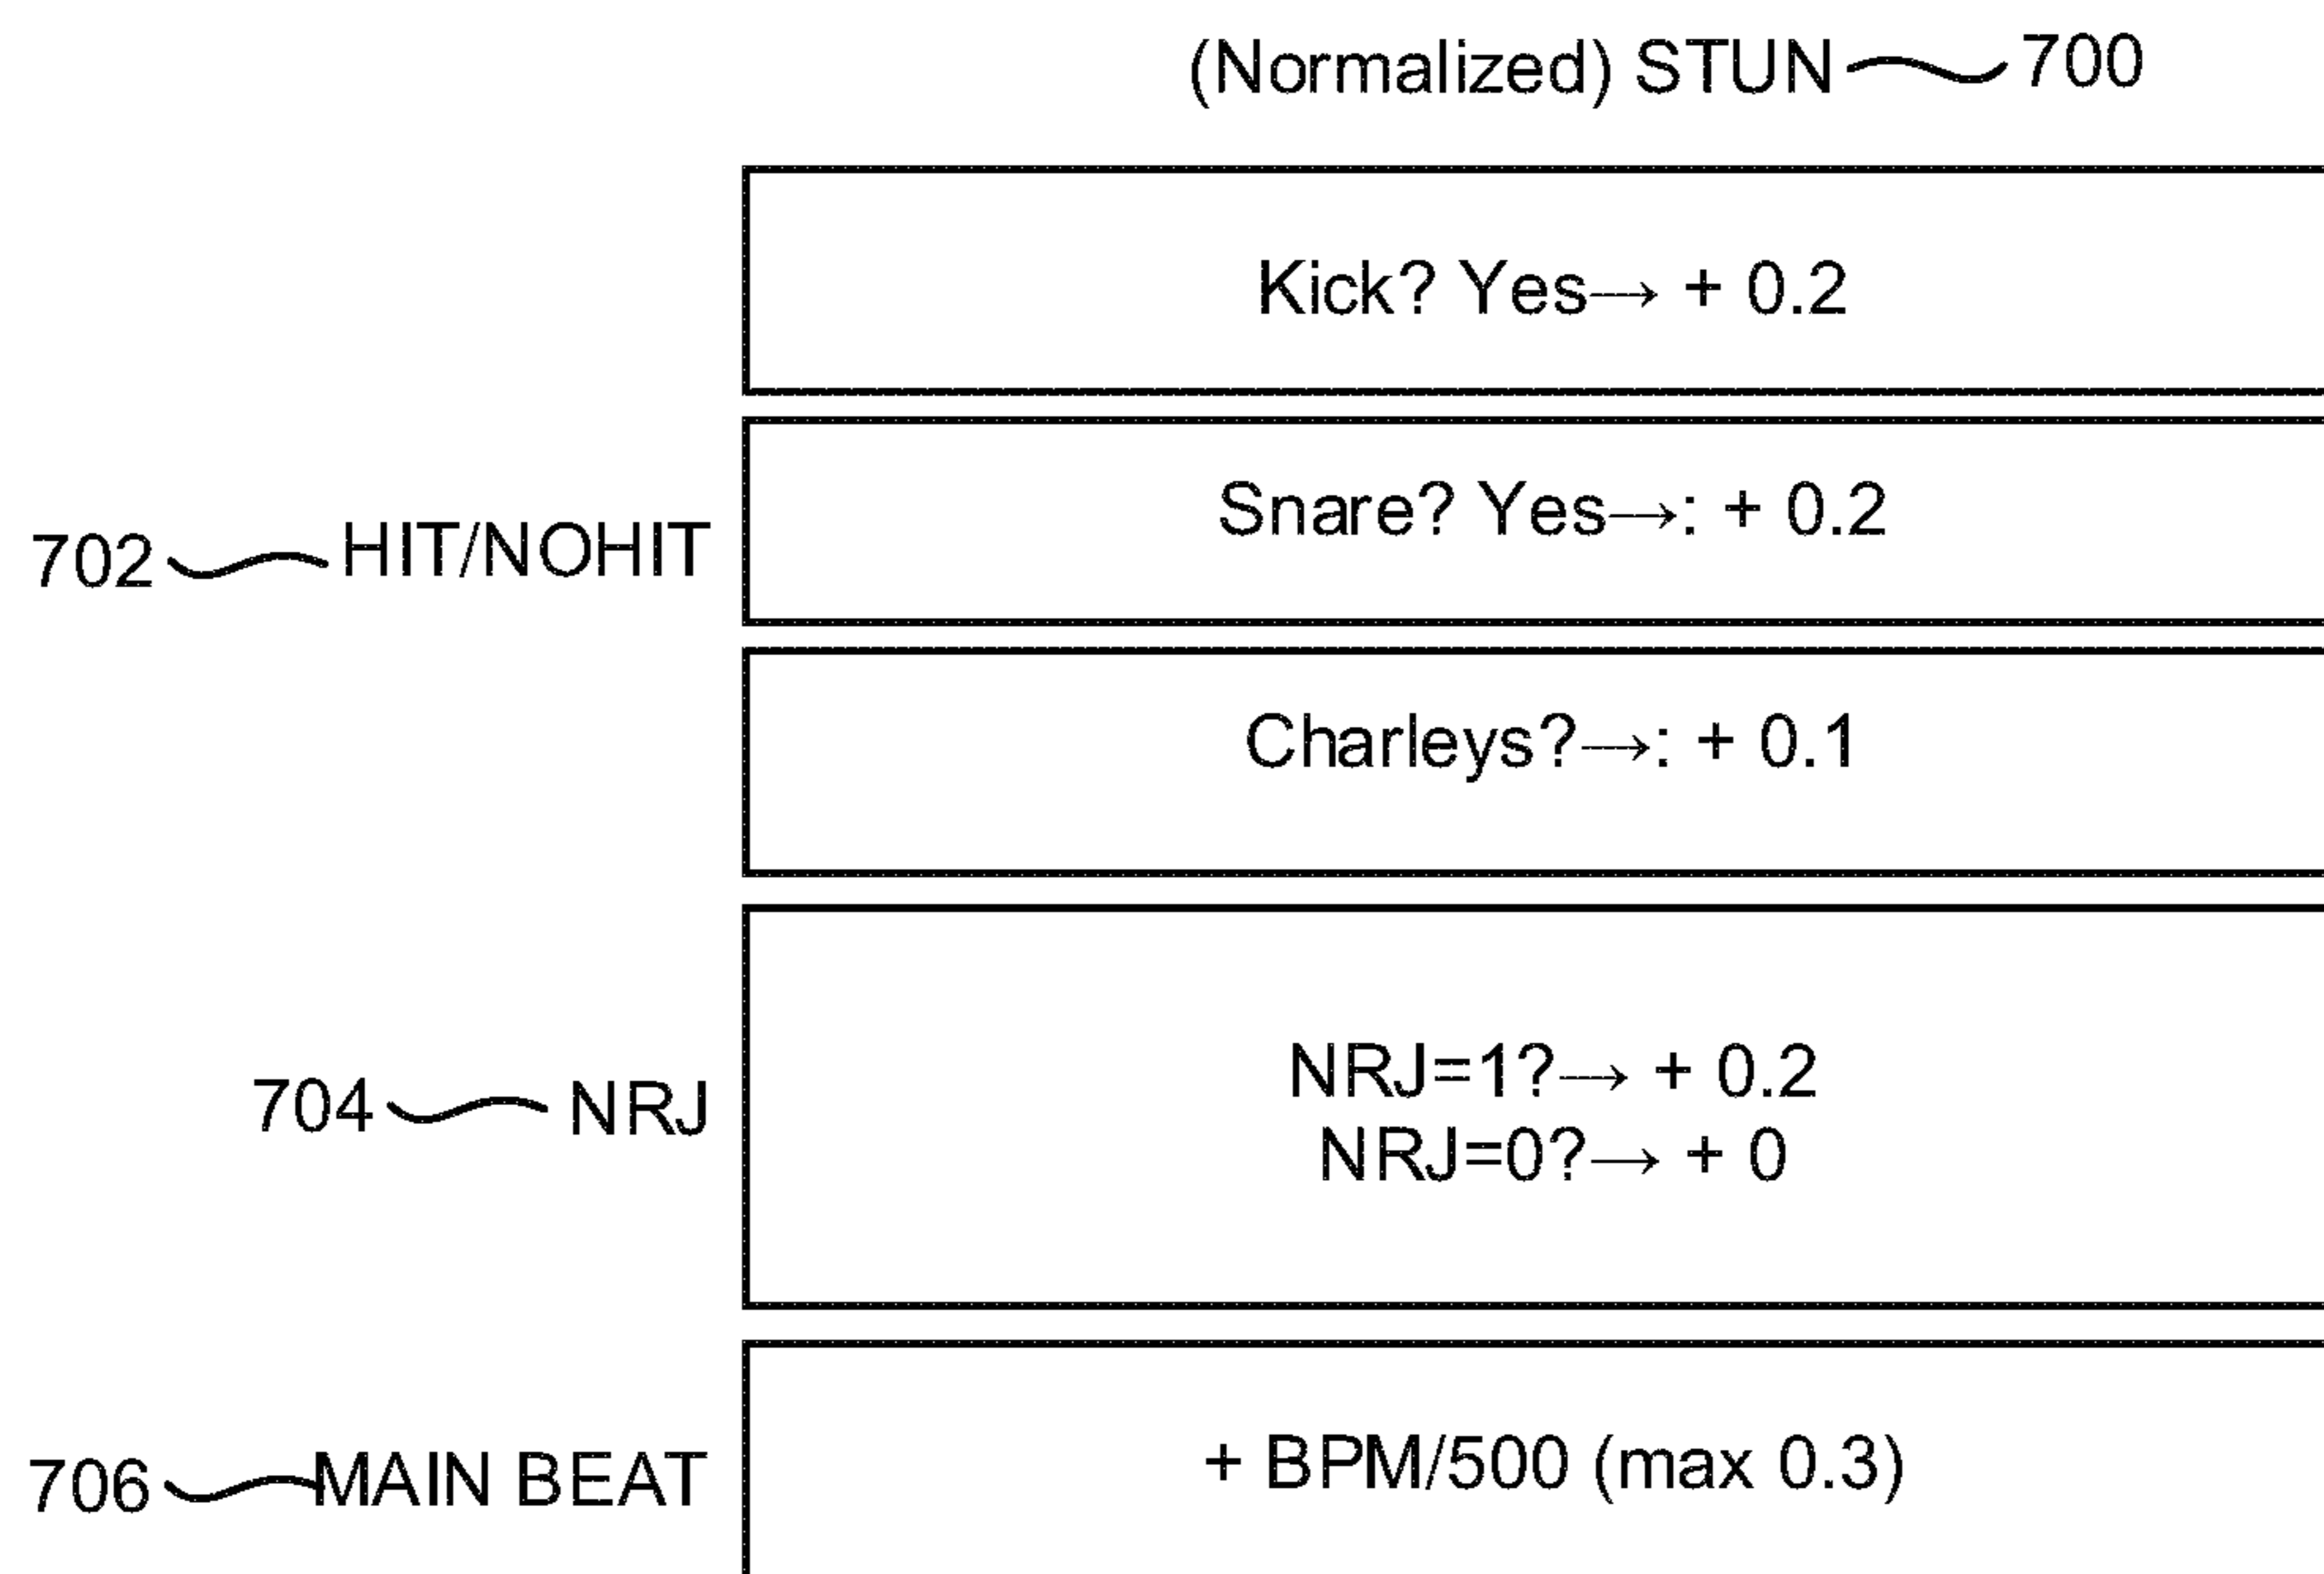 (Normalized) STUN 700
Kick? Yes→ + 0.2
702 HIT/NOHIT
Snare? Yes→: + 0.2
Charleys?→: + 0.1
704 NRJ
NRJ=1?→ + 0.2
NRJ=0?→ + 0
706 MAIN BEAT
+ BPM/500 (max 0.3)